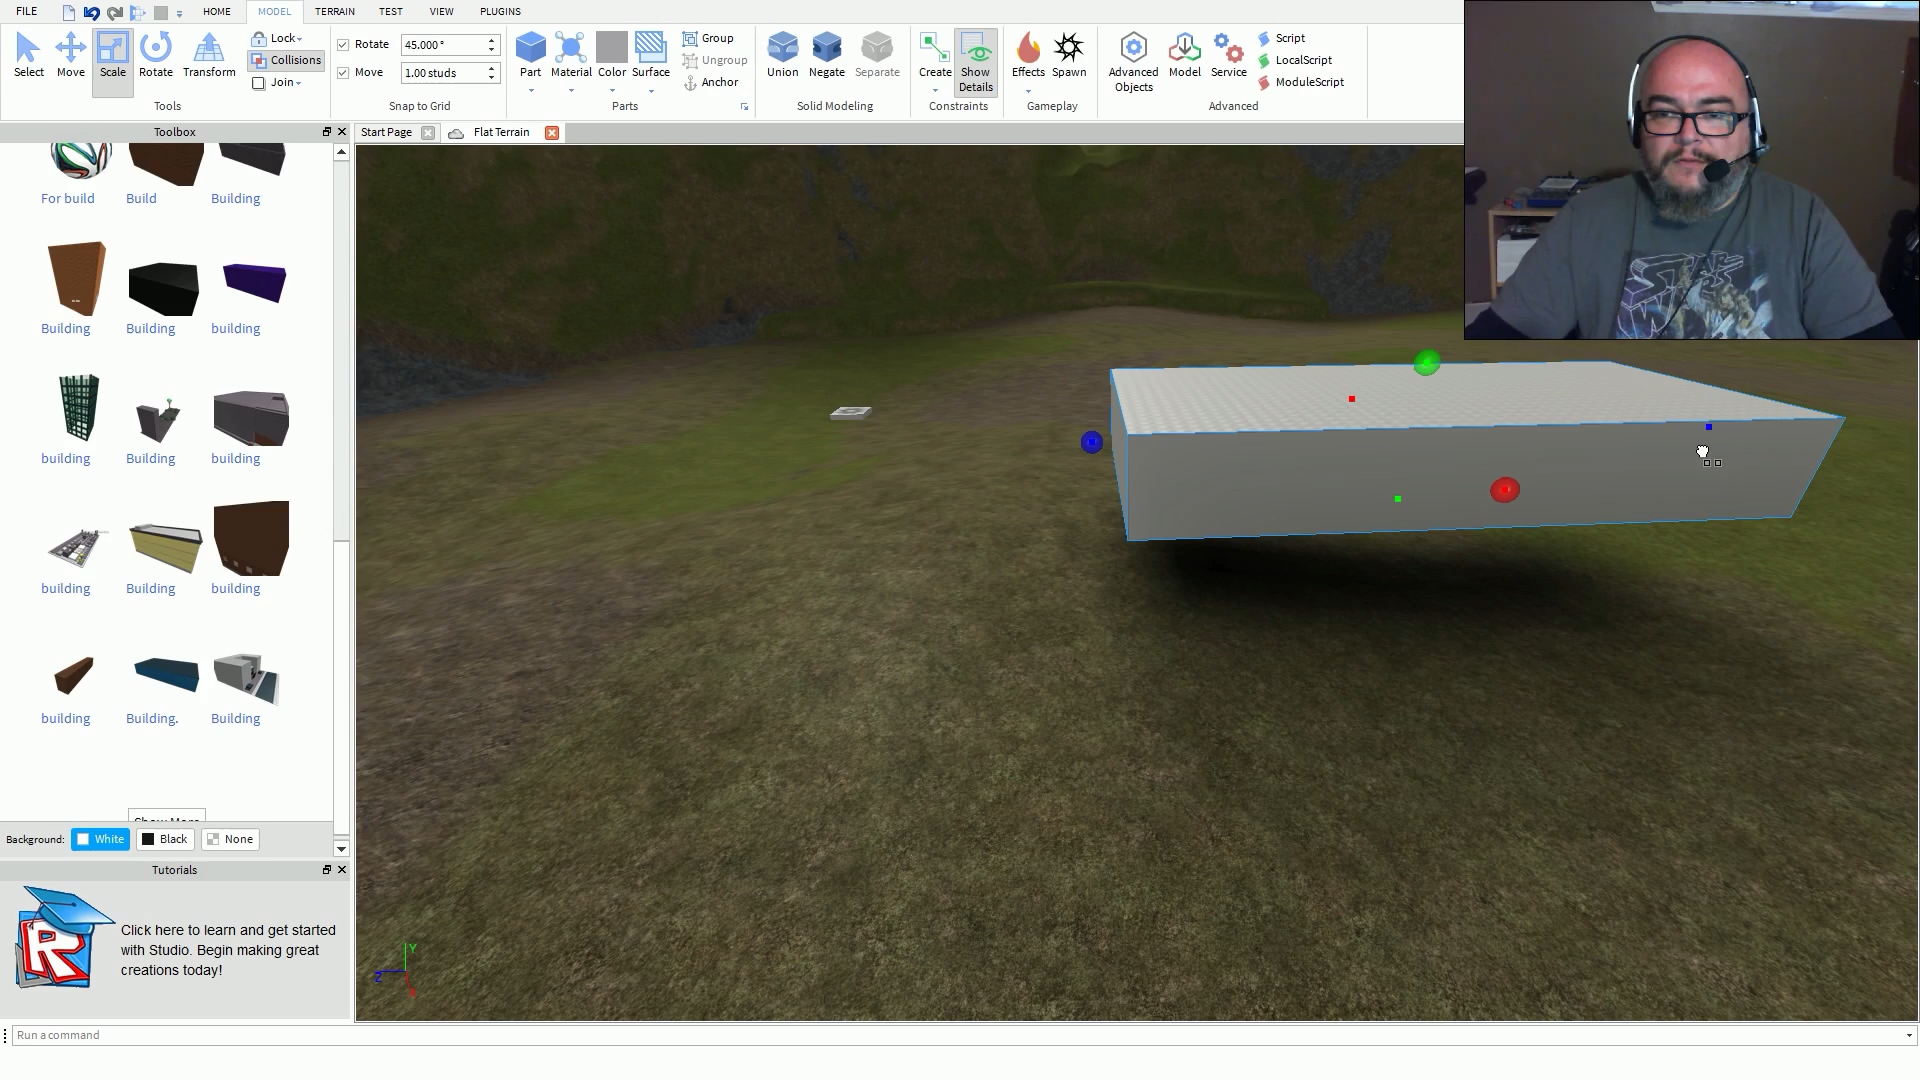 FILE
HOME
MODEL
TERRAIN
TEST
VIEW
PLUGINS
Select
Move
Scale
Rotate
Transform
Lock
Collisions
Join
Tools
Rotate
45.000 °
Move
1.00 studs
Snap to Grid
Part
Material
Color
Surface
Group
Ungroup
Anchor
Parts
Union
Negate
Separate
Solid Modeling
Create
Show Details
Constraints
Effects
Spawn
Gameplay
Advanced Objects
Model
Service
Script
LocalScript
ModuleScript
Advanced
Toolbox
Start Page
Flat Terrain
For build
Build
Building
Building
Building
building
building
Building
building
building
Building
building
building
Building.
Building
Background:
White
Black
None
Tutorials
Click here to learn and get started
with Studio. Begin making great
creations today!
Y
Z
Run a command